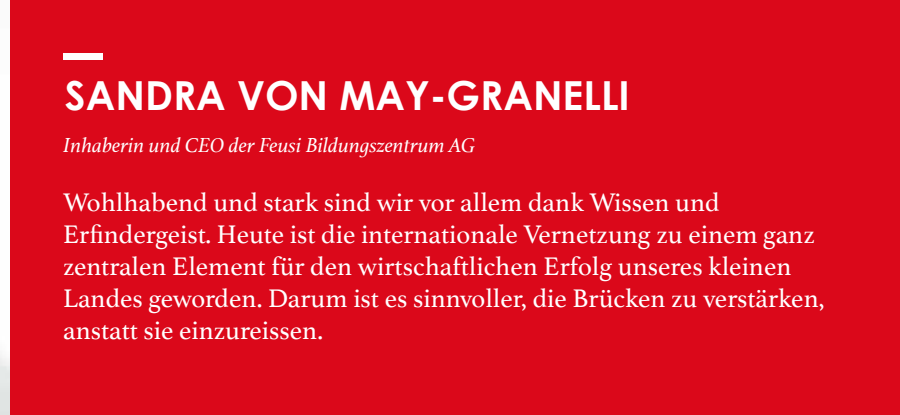 SANDRA VON MAY-GRANELLI
Inhaberin und CEO der Feusi Bildungszentrum AG
Wohlhabend und stark sind wir vor allem dank Wissen und
Erfindergeist. Heute ist die internationale Vernetzung zu einem ganz
zentralen Element für den wirtschaftlichen Erfolg unseres kleinen
Landes geworden. Darum ist es sinnvoller, die Brücken zu verstärken,
anstatt sie einzureissen.